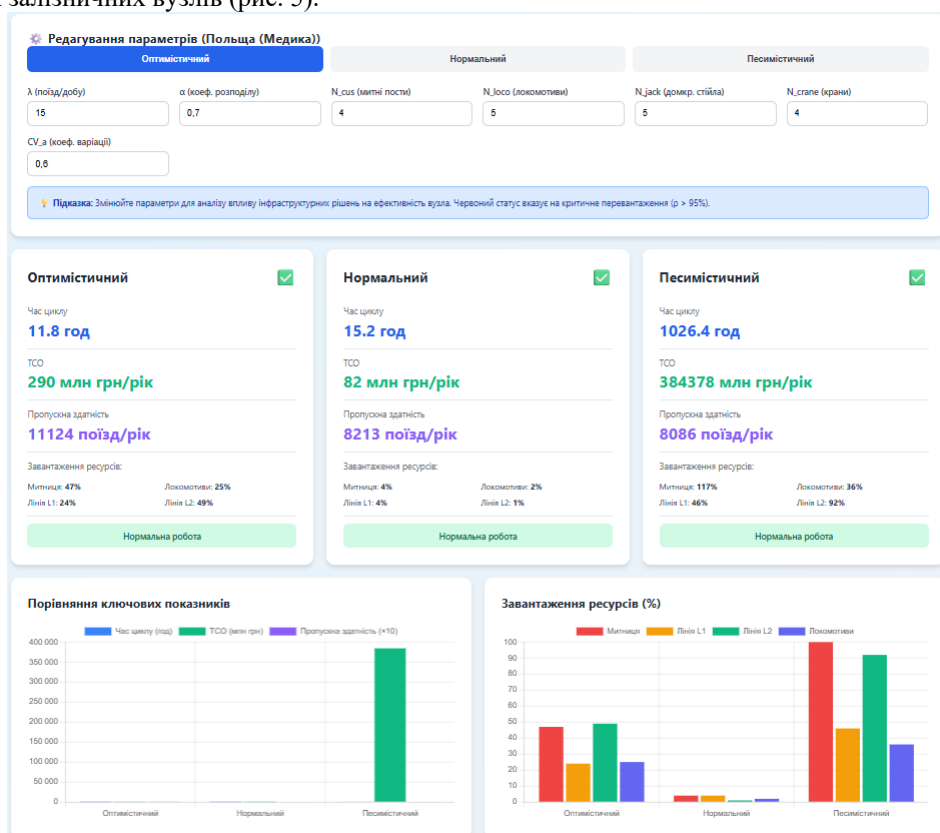 залізничних вузлів (рис. 5).
Редагування параметрів (Польща (Медика))
Оптимістичний Нормальний Песимістичний
λ (поїзд/добу) α (коеф. розподілу) N_cus (митні пости) N_loco (локомотиви) N_jack (домкр. стійла) N_crane (крани)
15 0,7 4 5 5 4
CV_a (коеф. варіації)
0,6
Підказка: Змінюйте параметри для аналізу впливу інфраструктурних рішень на ефективність вузла. Червоний статус вказує на критичне перевантаження (ρ > 95%).
Оптимістичний
Час циклу
11.8 год
TCO
290 млн грн/рік
Пропускна здатність
11124 поїзд/рік
Завантаження ресурсів:
Митниця: 47% Локомотиви: 25%
Лінія L1: 24% Лінія L2: 49%
Нормальна робота
Нормальний
Час циклу
15.2 год
TCO
82 млн грн/рік
Пропускна здатність
8213 поїзд/рік
Завантаження ресурсів:
Митниця: 4% Локомотиви: 2%
Лінія L1: 4% Лінія L2: 1%
Нормальна робота
Песимістичний
Час циклу
1026.4 год
TCO
384378 млн грн/рік
Пропускна здатність
8086 поїзд/рік
Завантаження ресурсів:
Митниця: 117% Локомотиви: 36%
Лінія L1: 46% Лінія L2: 92%
Нормальна робота
Порівняння ключових показників
Час циклу (год) TCO (млн грн) Пропускна здатність (×10)
400 000
350 000
300 000
250 000
200 000
150 000
100 000
50 000
0
Оптимістичний Нормальний Песимістичний
Завантаження ресурсів (%)
Митниця Лінія L1 Лінія L2 Локомотиви
100
90
80
70
60
50
40
30
20
10
0
Оптимістичний Нормальний Песимістичний